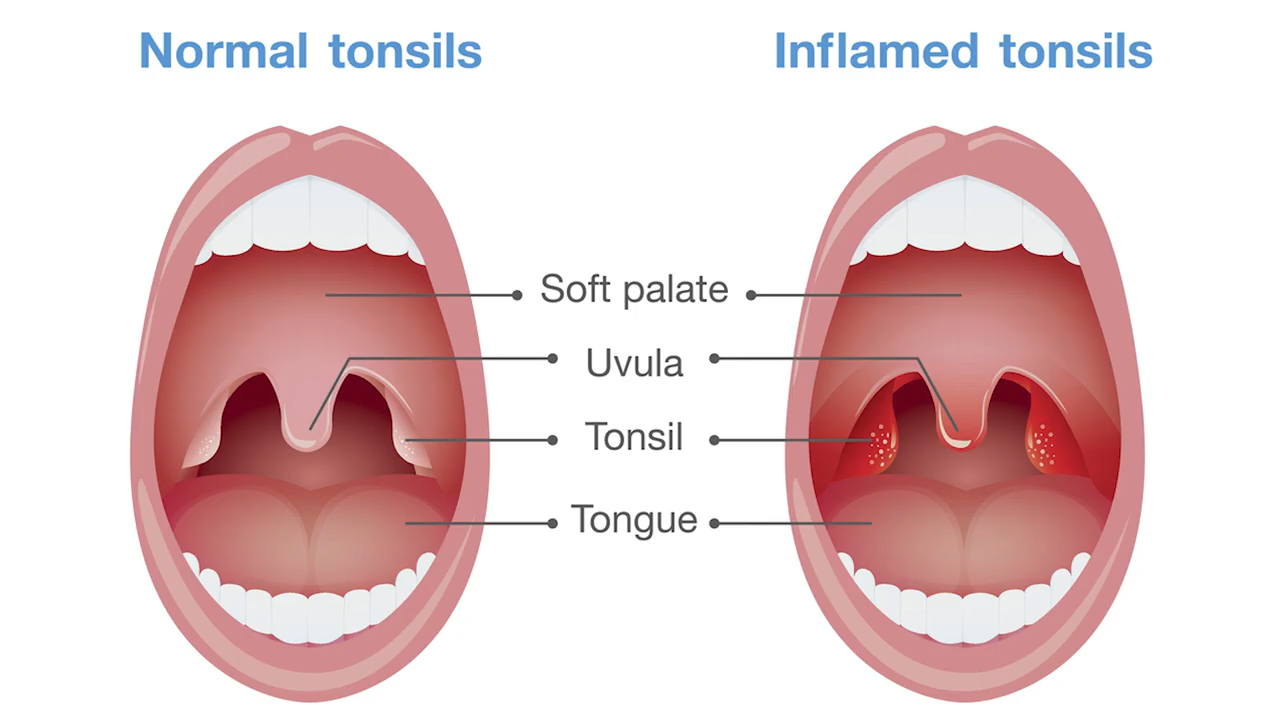 Normal tonsils
Inflamed tonsils
Soft palate
Uvula
Tonsil
Tongue